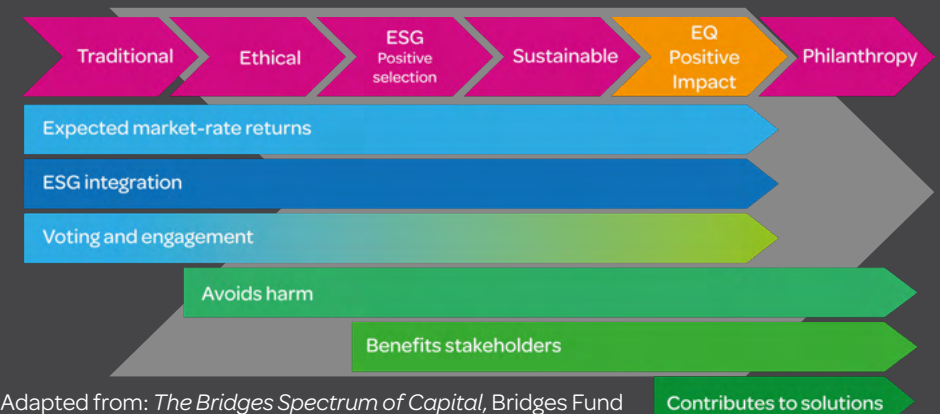 Traditional
Ethical
ESG
Positive
selection
Sustainable
EQ
Positive
Impact
Philanthropy
Expected market-rate returns
ESG integration
Voting and engagement
Avoids harm
Benefits stakeholders
Contributes to solutions
Adapted from: The Bridges Spectrum of Capital, Bridges Fund